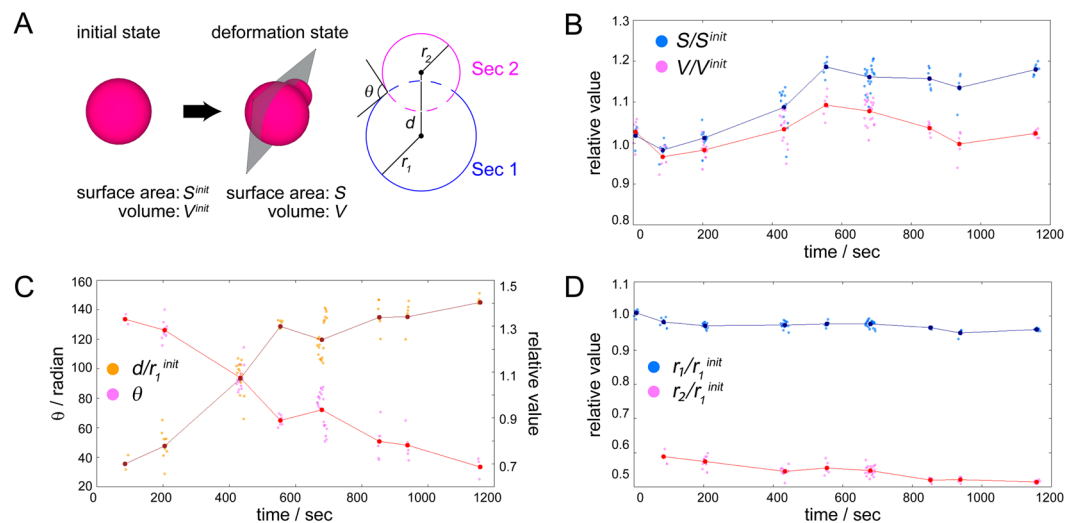 A
initial state
deformation state
surface area: S^init
volume: V^init
surface area: S
volume: V
r2
Sec 2
θ
d
r1
Sec 1
B
S/S^init
V/V^init
1.3
1.2
1.1
1.0
0.9
0.8
relative value
0 200 400 600 800 1000 1200
time / sec
C
160
140
120
100
80
60
40
20
θ / radian
d/r1^init
θ
1.5
1.3
1.1
0.9
0.7
relative value
0 200 400 600 800 1000 1200
time / sec
D
1.1
1.0
0.9
0.8
0.7
0.6
0.5
relative value
r1/r1^init
r2/r1^init
0 200 400 600 800 1000 1200
time / sec